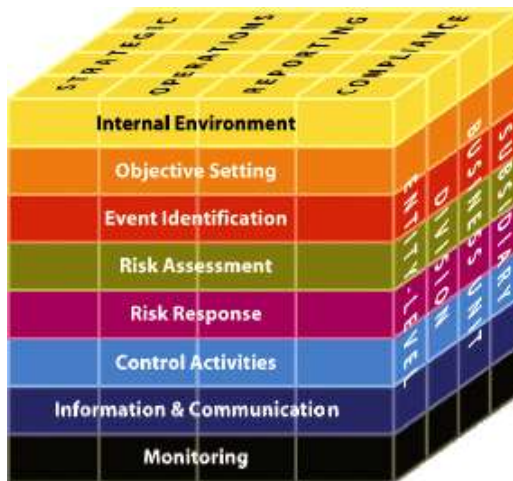 STRATEGIC
OPERATIONS
REPORTING
COMPLIANCE
Internal Environment
Objective Setting
Event Identification
Risk Assessment
Risk Response
Control Activities
Information & Communication
Monitoring
ENTITY-LEVEL
DIVISION
BUSINESS UNIT
SUBSIDIARY